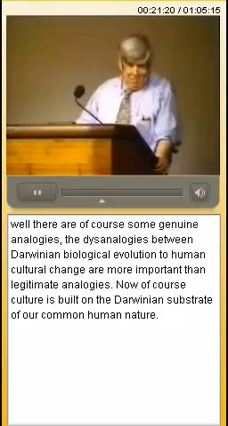 00:21:20 / 01:05:15
well there are of course some genuine
analogies, the dysanalogies between
Darwinian biological evolution to human
cultural change are more important than
legitimate analogies. Now of course
culture is built on the Darwinian substrate
of our common human nature.